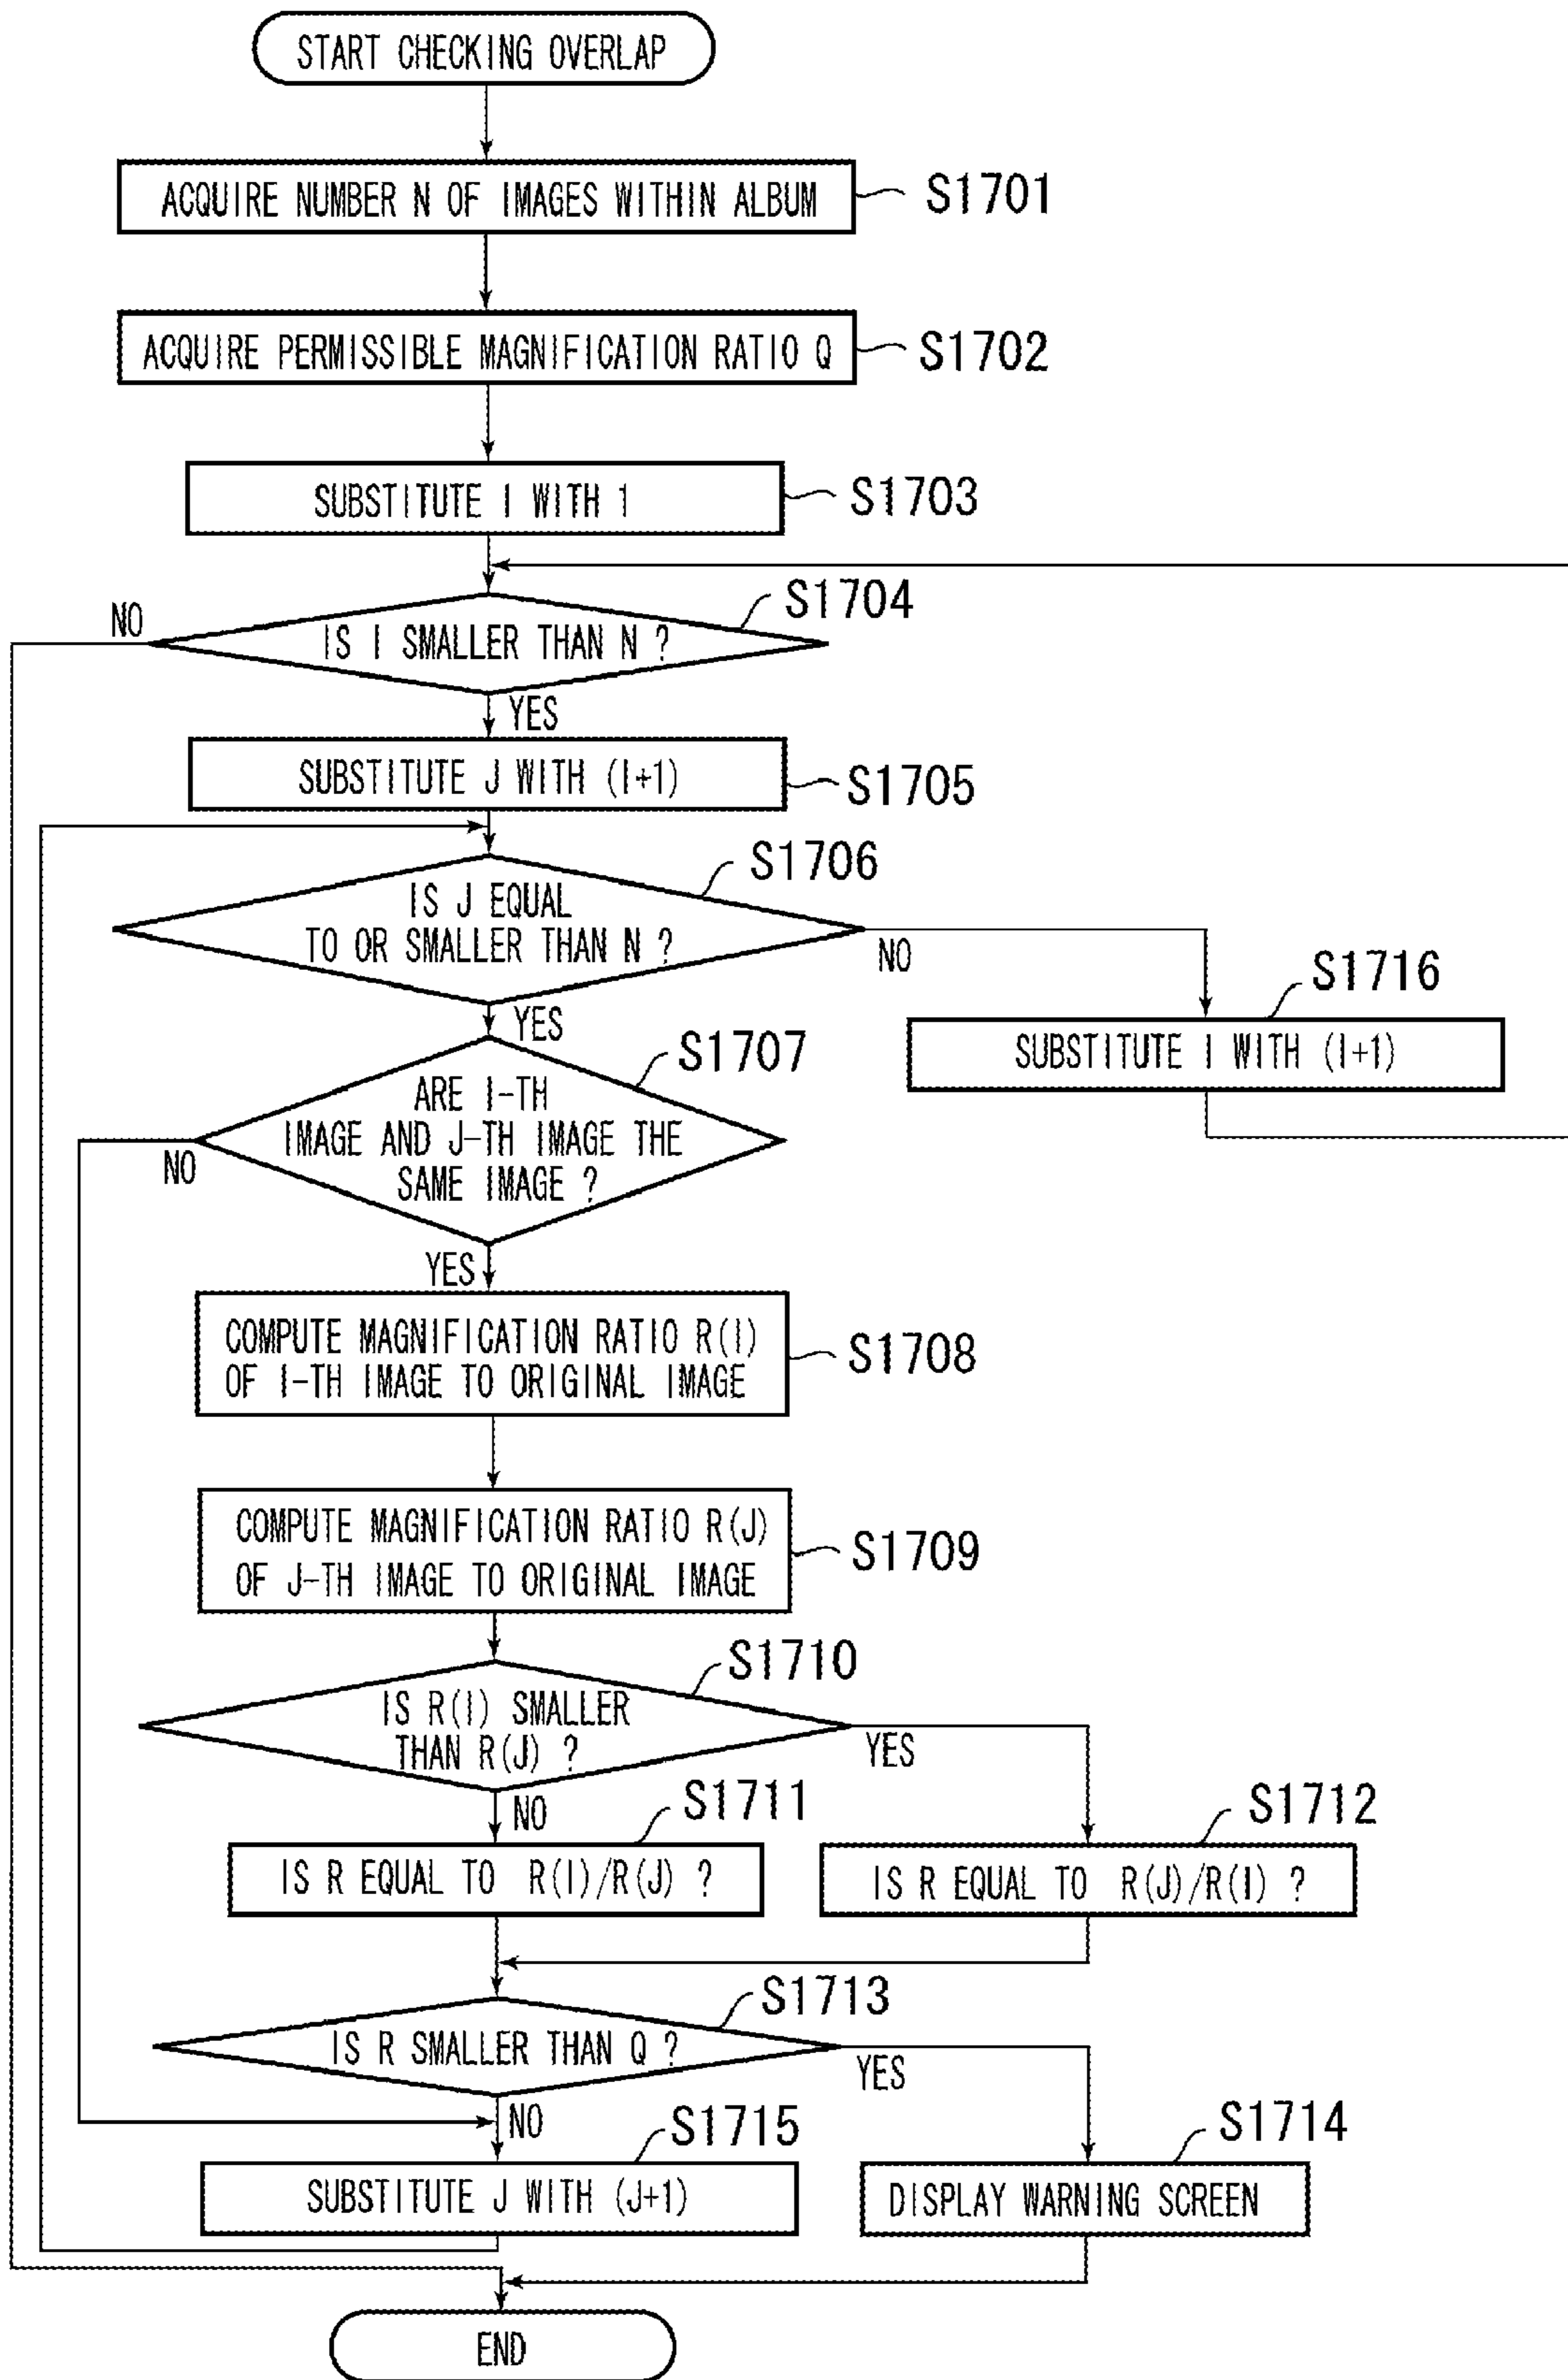 START CHECKING OVERLAP
ACQUIRE NUMBER N OF IMAGES WITHIN ALBUM
S1701
ACQUIRE PERMISSIBLE MAGNIFICATION RATIO Q
S1702
SUBSTITUTE I WITH 1
S1703
S1704
NO
IS I SMALLER THAN N ?
YES
SUBSTITUTE J WITH (I+1)
S1705
S1706
IS J EQUAL
TO OR SMALLER THAN N ?
NO
S1716
YES
SUBSTITUTE I WITH (I+1)
S1707
ARE I-TH
IMAGE AND J-TH IMAGE THE
SAME IMAGE ?
NO
YES
COMPUTE MAGNIFICATION RATIO R(I)
OF I-TH IMAGE TO ORIGINAL IMAGE
S1708
COMPUTE MAGNIFICATION RATIO R(J)
OF J-TH IMAGE TO ORIGINAL IMAGE
S1709
S1710
IS R(I) SMALLER
THAN R(J) ?
YES
NO
S1711
S1712
IS R EQUAL TO R(I)/R(J) ?
IS R EQUAL TO R(J)/R(I) ?
S1713
IS R SMALLER THAN Q ?
YES
NO
S1715
S1714
SUBSTITUTE J WITH (J+1)
DISPLAY WARNING SCREEN
END